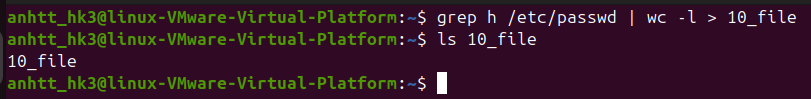 anhtt_hk3@linux-VMware-Virtual-Platform:~$ grep h /etc/passwd | wc -l > 10_file
anhtt_hk3@linux-VMware-Virtual-Platform:~$ ls 10_file
10_file
anhtt_hk3@linux-VMware-Virtual-Platform:~$